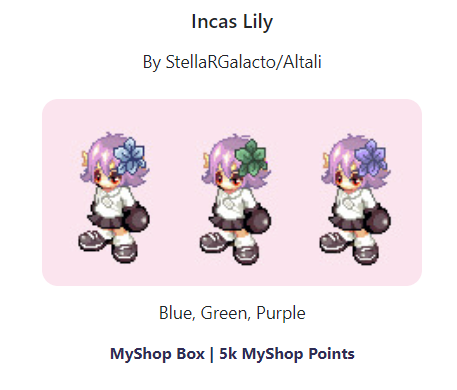 Incas Lily
By StellaRGalacto/Altali
Blue, Green, Purple
MyShop Box | 5k MyShop Points